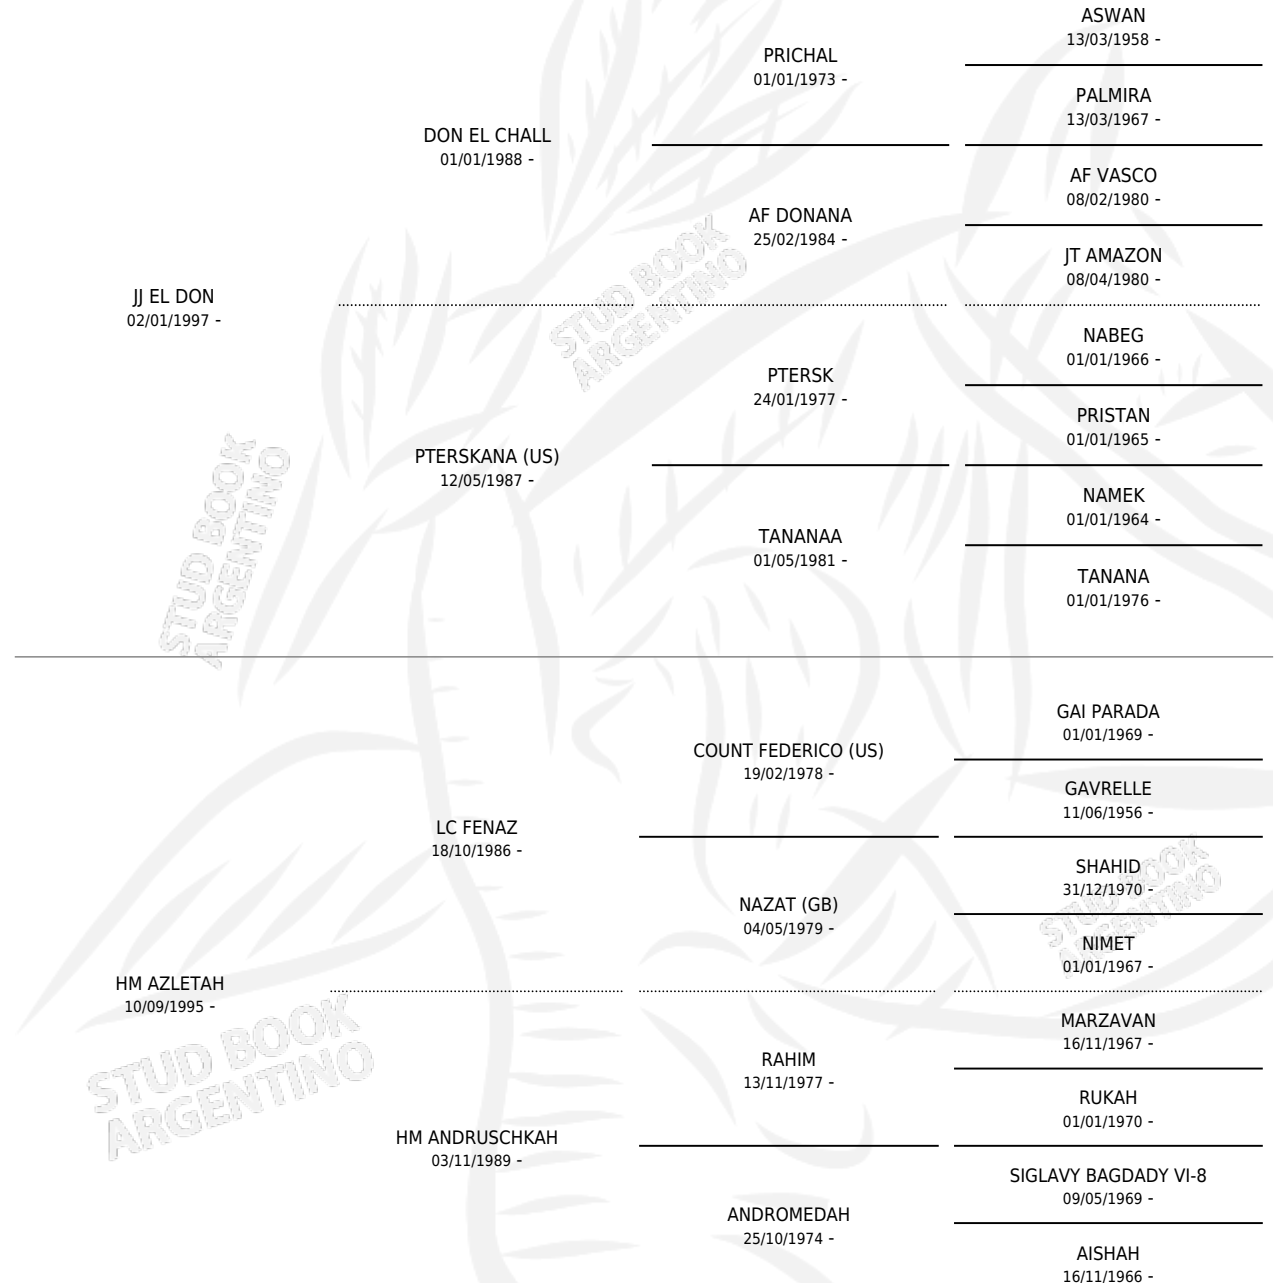 ASWAN
13/03/1958 -
PRICHAL
01/01/1973 -
PALMIRA
13/03/1967 -
DON EL CHALL
01/01/1988 -
AF VASCO
08/02/1980 -
AF DONANA
25/02/1984 -
JT AMAZON
08/04/1980 -
JJ EL DON
02/01/1997 -
NABEG
01/01/1966 -
PTERSK
24/01/1977 -
PRISTAN
01/01/1965 -
PTERSKANA (US)
12/05/1987 -
NAMEK
01/01/1964 -
TANANAA
01/05/1981 -
TANANA
01/01/1976 -
GAI PARADA
01/01/1969 -
COUNT FEDERICO (US)
19/02/1978 -
GAVRELLE
11/06/1956 -
LC FENAZ
18/10/1986 -
SHAHID
31/12/1970 -
NAZAT (GB)
04/05/1979 -
NIMET
01/01/1967 -
HM AZLETAH
10/09/1995 -
MARZAVAN
16/11/1967 -
RAHIM
13/11/1977 -
RUKAH
01/01/1970 -
HM ANDRUSCHKAH
03/11/1989 -
SIGLAVY BAGDADY VI-8
09/05/1969 -
ANDROMEDAH
25/10/1974 -
AISHAH
16/11/1966 -
STUD BOOK
ARGENTINO
STUD BOOK
ARGENTINO
STUD BOOK
ARGENTINO
STUD BOOK
ARGENTINO